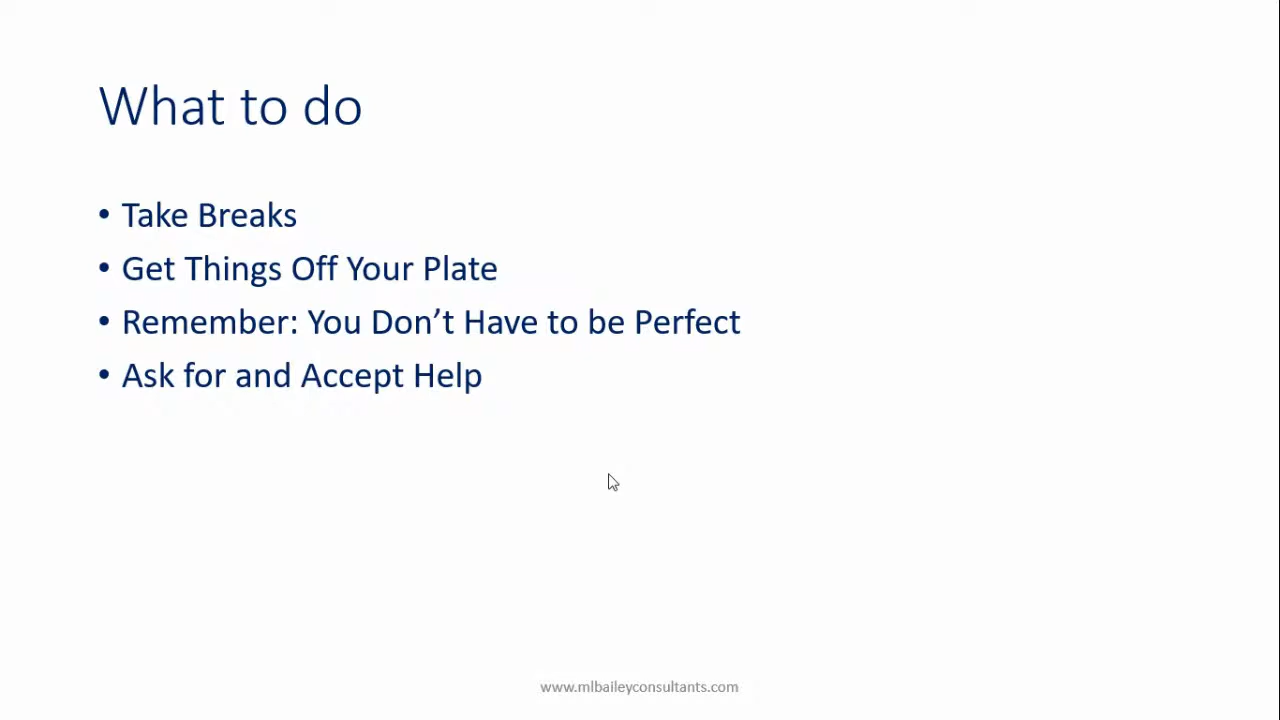 What to do
• Take Breaks
• Get Things Off Your Plate
• Remember: You Don’t Have to be Perfect
• Ask for and Accept Help
www.mlbaileyconsultants.com